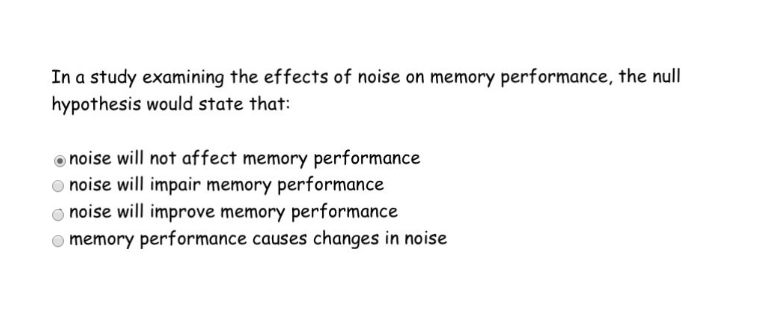 In a study examining the effects of noise on memory performance, the null
hypothesis would state that:
noise will not affect memory performance
noise will impair memory performance
noise will improve memory performance
memory performance causes changes in noise